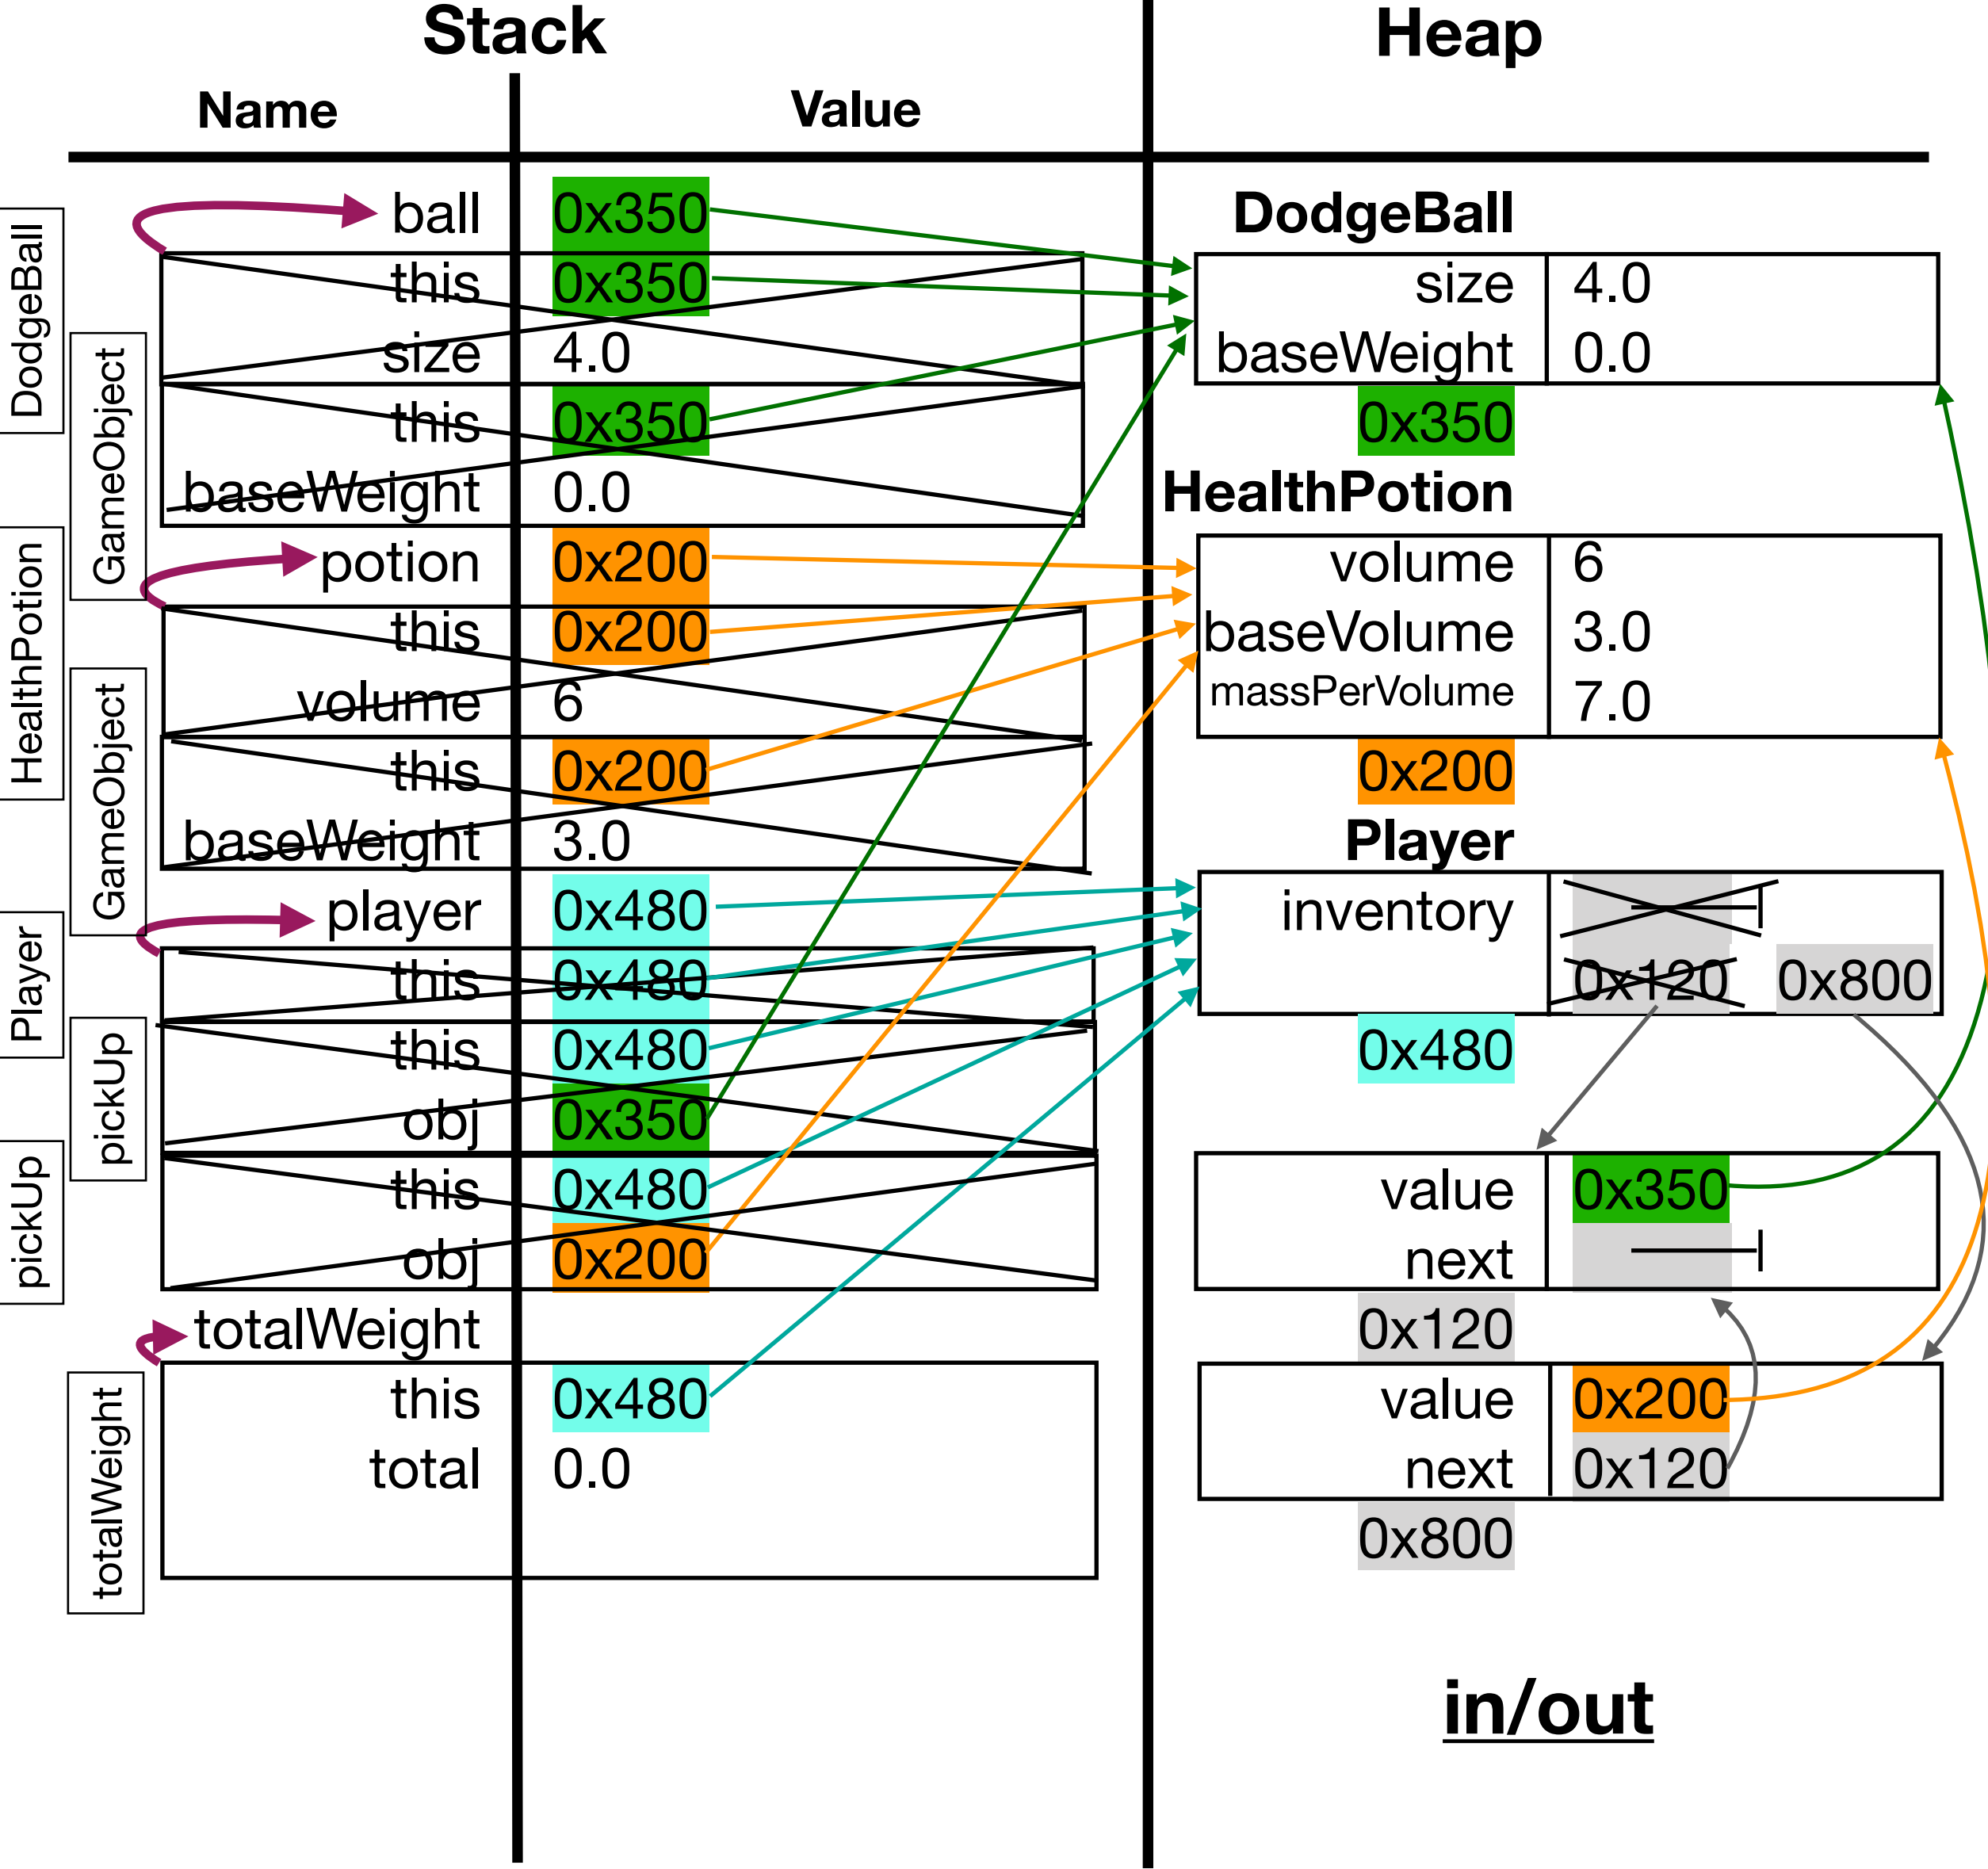 Stack
Heap
Name
Value
DodgeBall
GameObject
HealthPotion
GameObject
Player
pickUp
pickUp
totalWeight
ball 0x350
this 0x350
size 4.0
this 0x350
baseWeight 0.0
potion 0x200
this 0x200
volume 6
this 0x200
baseWeight 3.0
player 0x480
this 0x480
this 0x480
obj 0x350
this 0x480
obj 0x200
totalWeight
this 0x480
total 0.0
DodgeBall
size 4.0
baseWeight 0.0
0x350
HealthPotion
volume 6
baseVolume 3.0
massPerVolume 7.0
0x200
Player
inventory
0x120 0x800
0x480
value 0x350
next
0x120
value 0x200
next 0x120
0x800
in/out